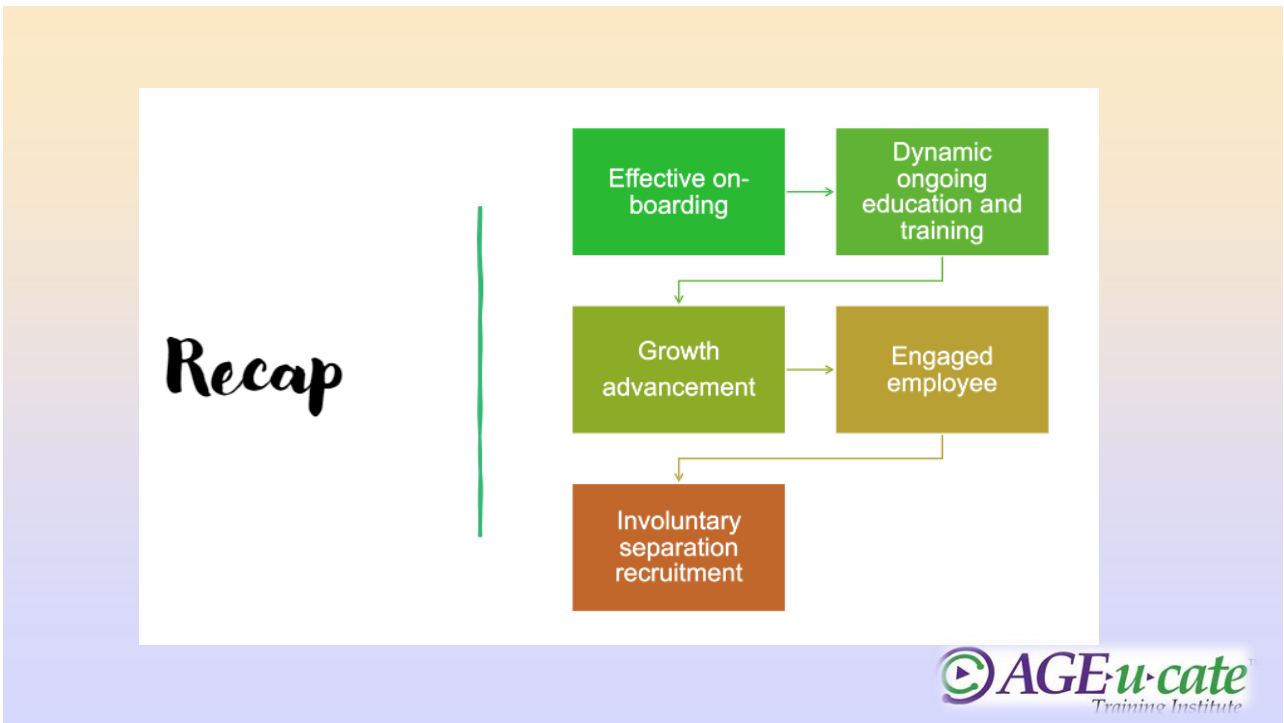 Recap
Effective on-
boarding
Dynamic
ongoing
education and
training
Growth
advancement
Engaged
employee
Involuntary
separation
recruitment
AGE·u·cate
Training Institute